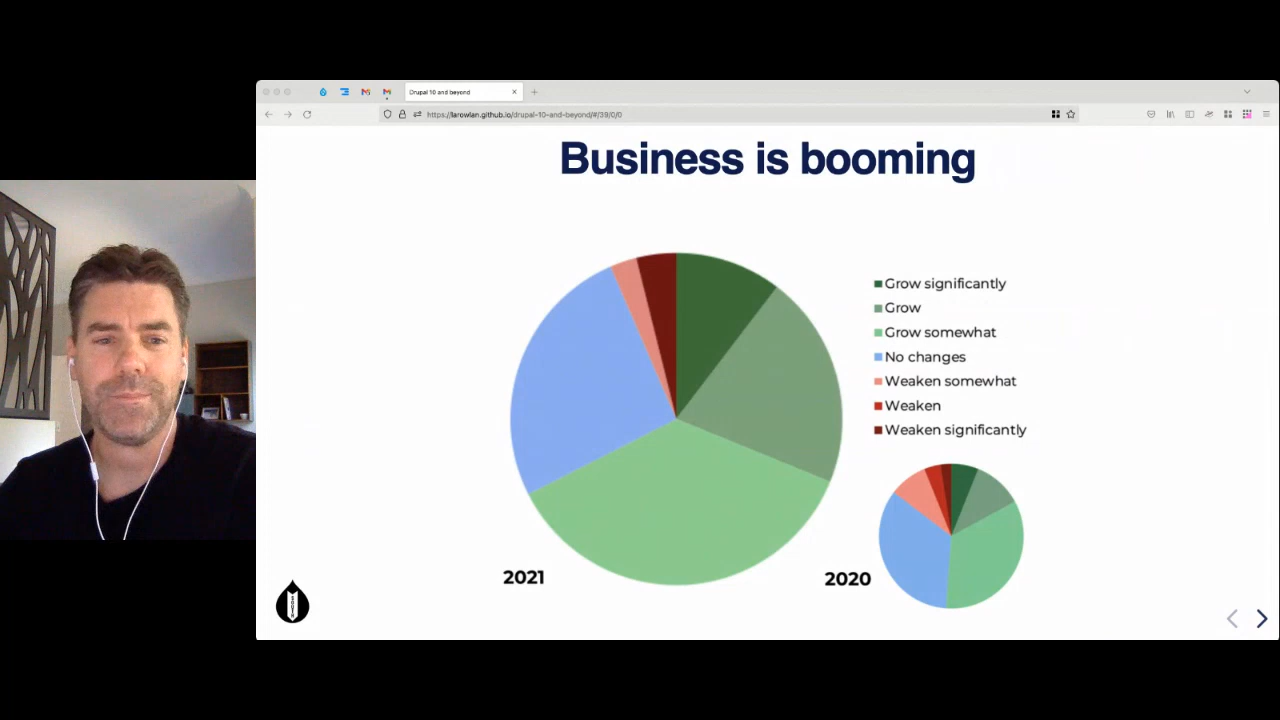 Drupal 10 and beyond
https://larowlan.github.io/drupal-10-and-beyond/#/39/0/0
Business is booming
Grow significantly
Grow
Grow somewhat
No changes
Weaken somewhat
Weaken
Weaken significantly
2021
2020